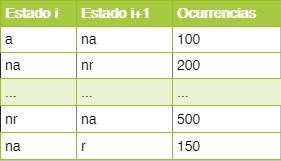 Estado i Estado i+1 Ocurrencias
a na 100
na nr 200
... ... ...
nr na 500
na r 150